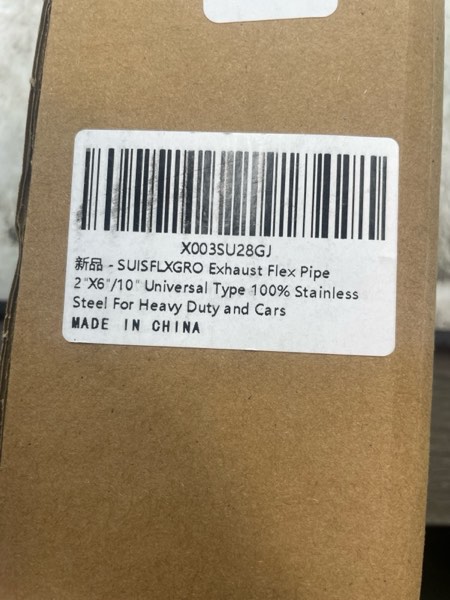 X003SU28GJ
新品 - SUISFLXGRO Exhaust Flex Pipe
2"X6"/10" Universal Type 100% Stainless
Steel For Heavy Duty and Cars
MADE IN CHINA